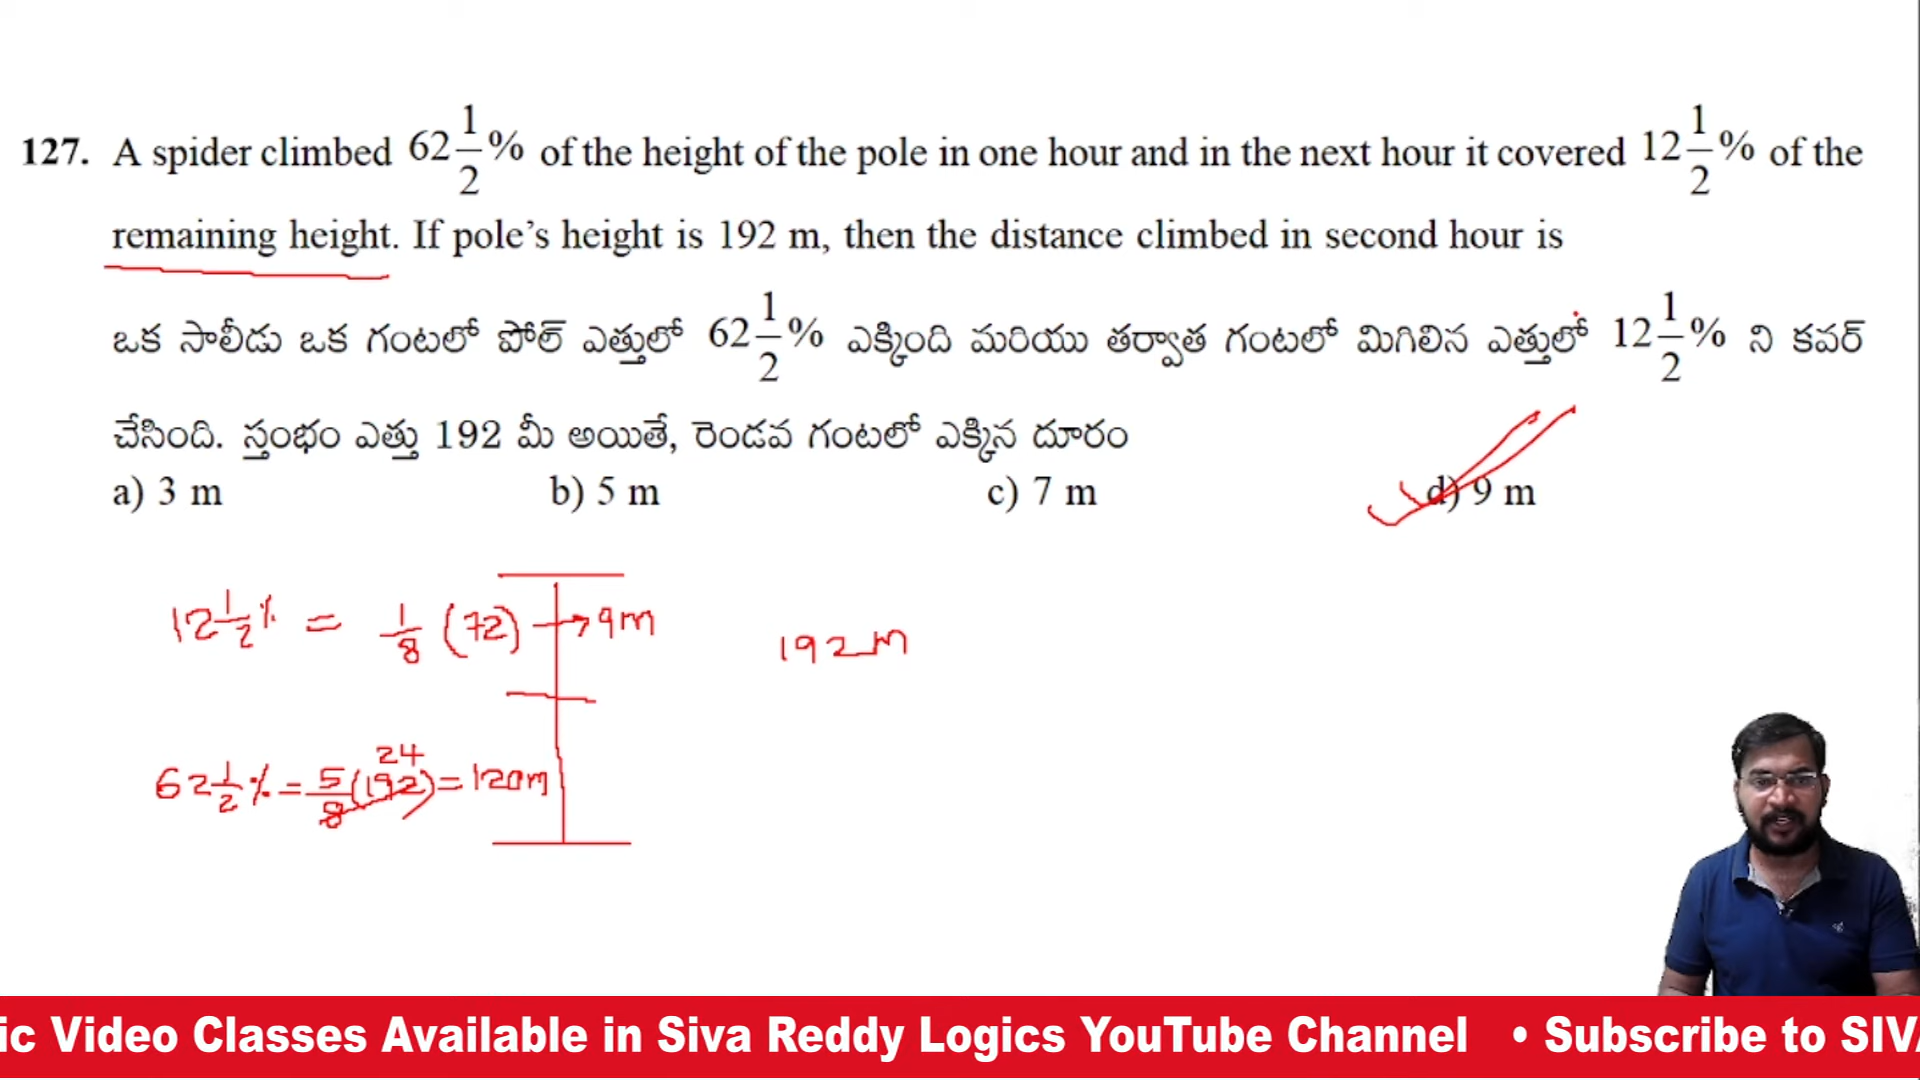 127. A spider climbed 62 1/2 % of the height of the pole in one hour and in the next hour it covered 12 1/2 % of the
remaining height. If pole's height is 192 m, then the distance climbed in second hour is
ఒక సాలీడు ఒక గంటలో పోల్ ఎత్తులో 62 1/2 % ఎక్కింది మరియు తర్వాత గంటలో మిగిలిన ఎత్తులో 12 1/2 % ని కవర్
చేసింది. స్తంభం ఎత్తు 192 మీ అయితే, రెండవ గంటలో ఎక్కిన దూరం
a) 3 m b) 5 m c) 7 m d) 9 m
12 1/2 % = 1/8 (72) → 9m
192m
24
62 1/2 % = 5/8 (192) = 120m
ic Video Classes Available in Siva Reddy Logics YouTube Channel • Subscribe to SIVA